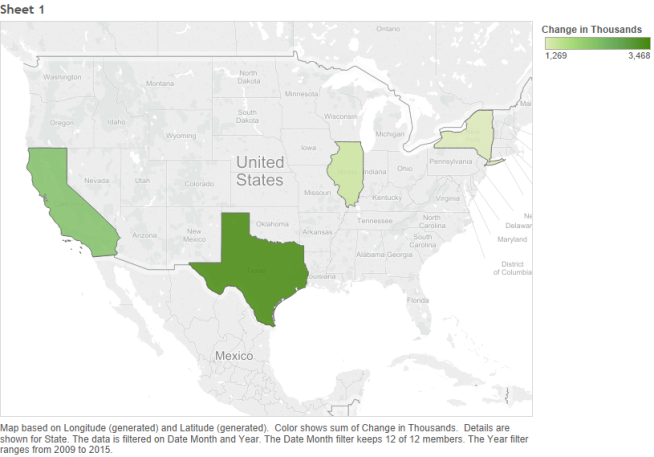 Sheet 1
Change in Thousands
1,269 3,468
Ontario
Washington
Montana
North
Dakota
Minnesota
Oregon
Idaho
South
Dakota
Wisconsin
Michigan
Wyoming
Iowa
Pennsylvania
United
States
Nevada
Utah
Colorado
Indiana
Ohio
Missouri
Kentucky
Virginia
Arizona
New
Mexico
Oklahoma
Arkansas
Tennessee
North
Carolina
South
Carolina
Alabama Georgia
Maryland
District
of Columbia
Florida
Mexico
Map based on Longitude (generated) and Latitude (generated).  Color shows sum of Change in Thousands.  Details are
shown for State. The data is filtered on Date Month and Year. The Date Month filter keeps 12 of 12 members. The Year filter
ranges from 2009 to 2015.